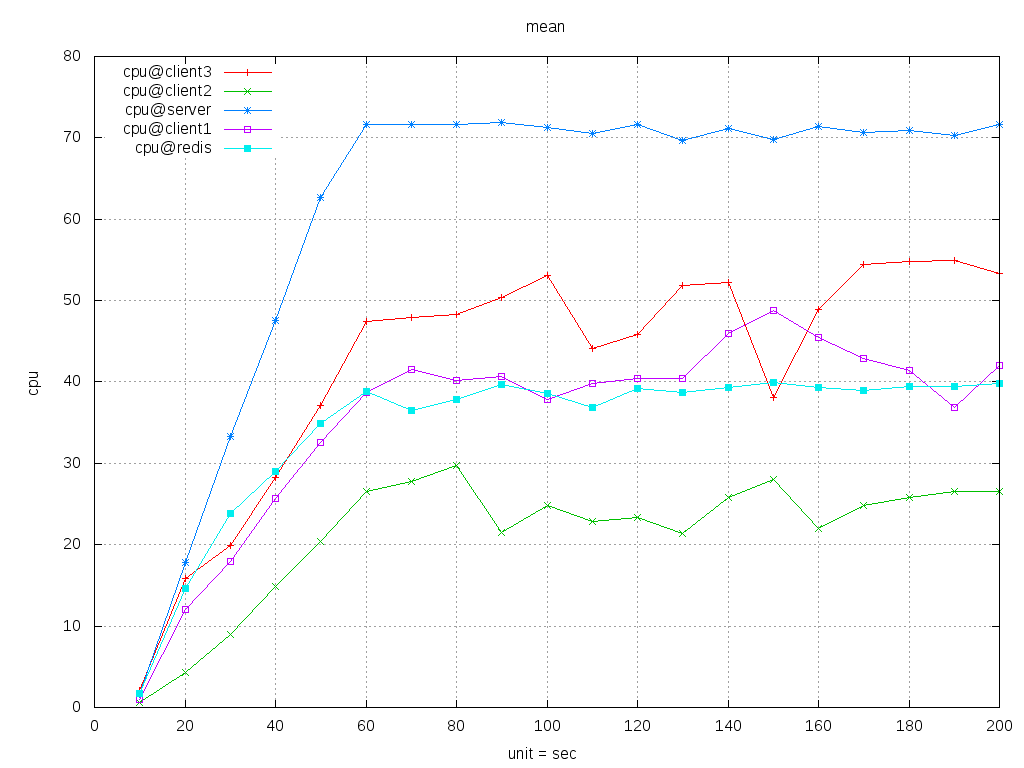 mean
80
70
60
50
40
30
20
10
0
cpu
cpu@client3
cpu@client2
cpu@server
cpu@client1
cpu@redis
0 20 40 60 80 100 120 140 160 180 200
unit = sec